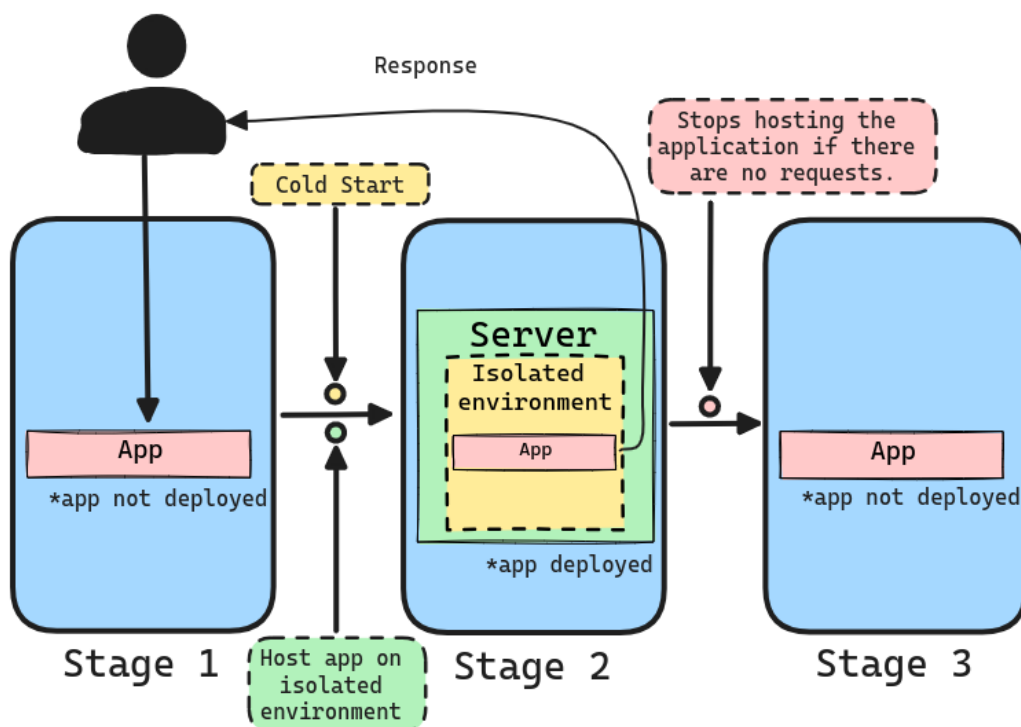 Response
Stops hosting the
application if there
are no requests.
Cold Start
Server
Isolated
environment
App
App
App
*app not deployed
*app deployed
*app not deployed
Stage 1
Host app on
isolated
environment
Stage 2
Stage 3